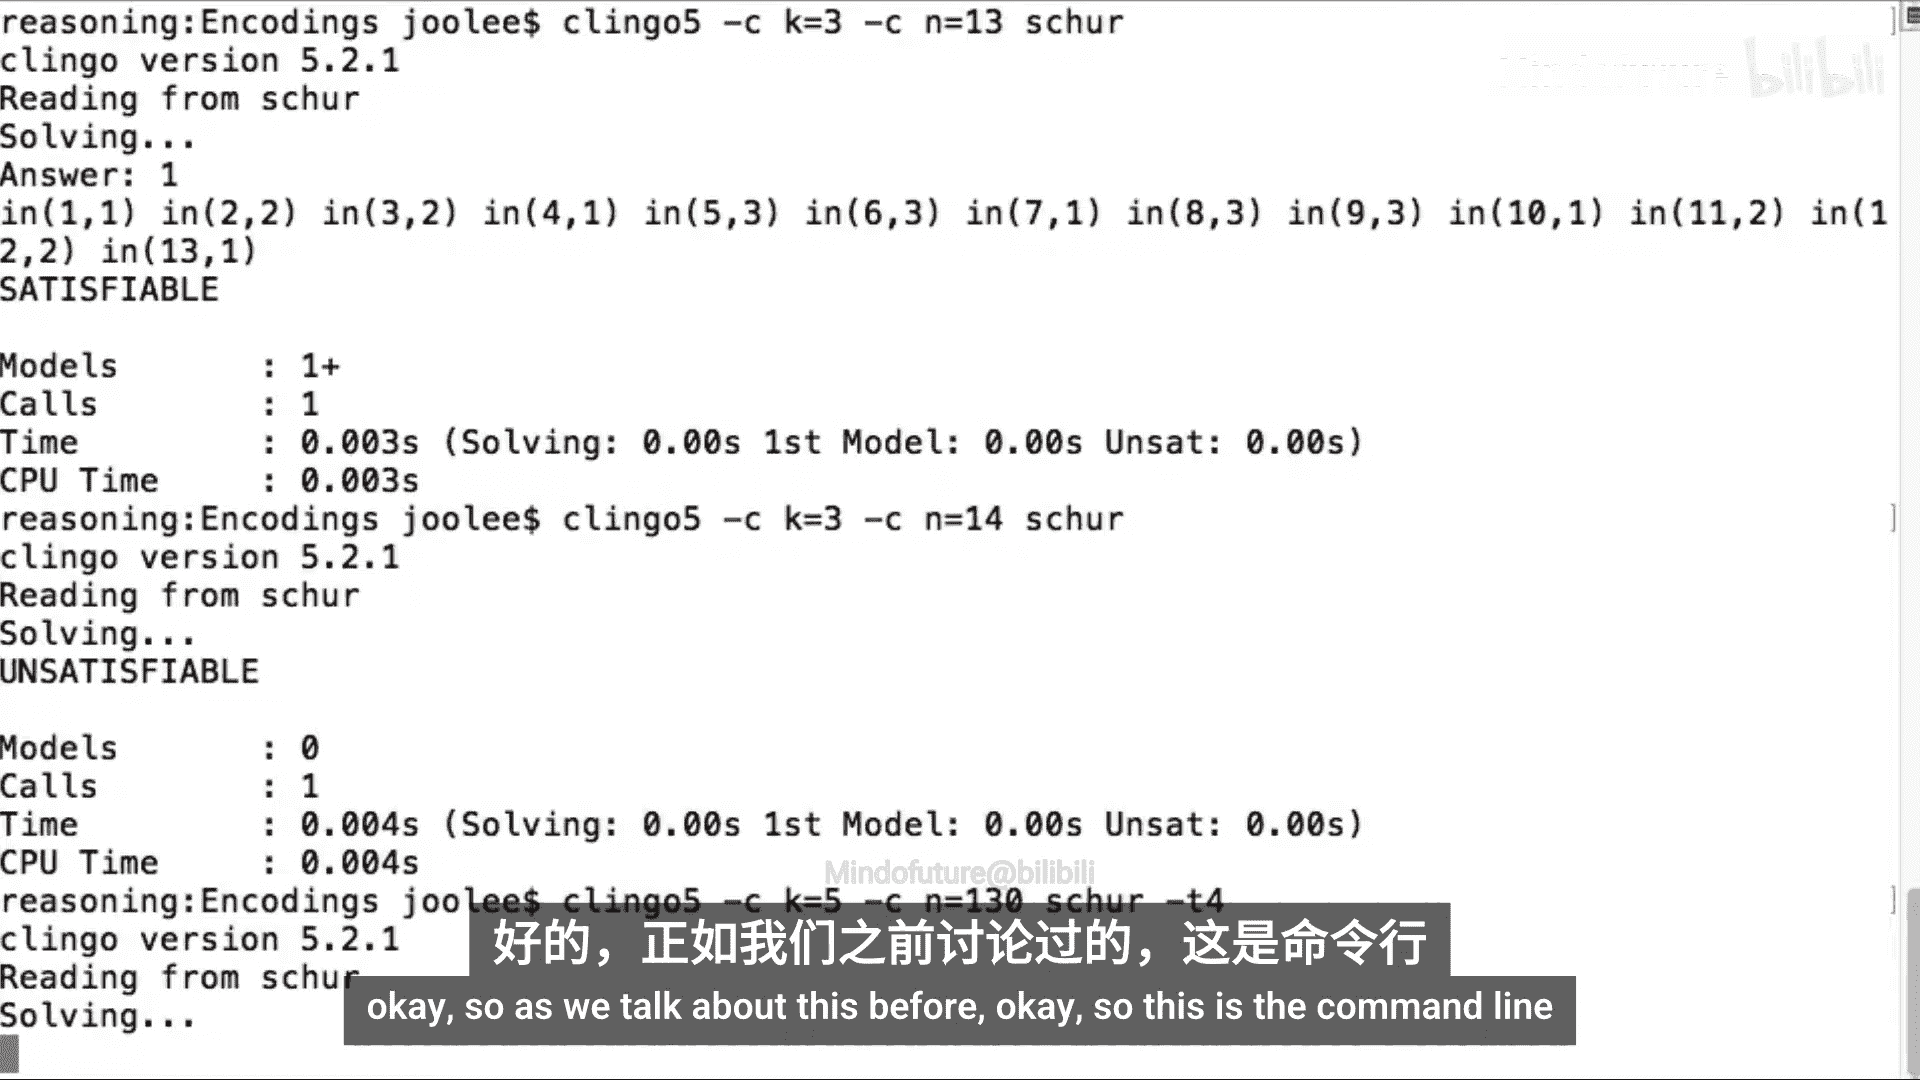 reasoning:Encodings joolee$ clingo5 -c k=3 -c n=13 schur
clingo version 5.2.1
bilibili
Reading from schur
Solving...
Answer: 1
in(1,1) in(2,2) in(3,2) in(4,1) in(5,3) in(6,3) in(7,1) in(8,3) in(9,3) in(10,1) in(11,2) in(1
2,2) in(13,1)
SATISFIABLE
Models : 1+
Calls : 1
Time : 0.003s (Solving: 0.00s 1st Model: 0.00s Unsat: 0.00s)
CPU Time : 0.003s
reasoning:Encodings joolee$ clingo5 -c k=3 -c n=14 schur
clingo version 5.2.1
Reading from schur
Solving...
UNSATISFIABLE
Models : 0
Calls : 1
Time : 0.004s (Solving: 0.00s 1st Model: 0.00s Unsat: 0.00s)
CPU Time : 0.004s
Mindofuture@bilibili
reasoning:Encodings joolee$ clingo5 -c k=5 -c n=130 schur -t4
clingo version 5.2.1
好的，正如我们之前讨论过的，这是命令行
Reading from schur
okay, so as we talk about this before, okay, so this is the command line
Solving...